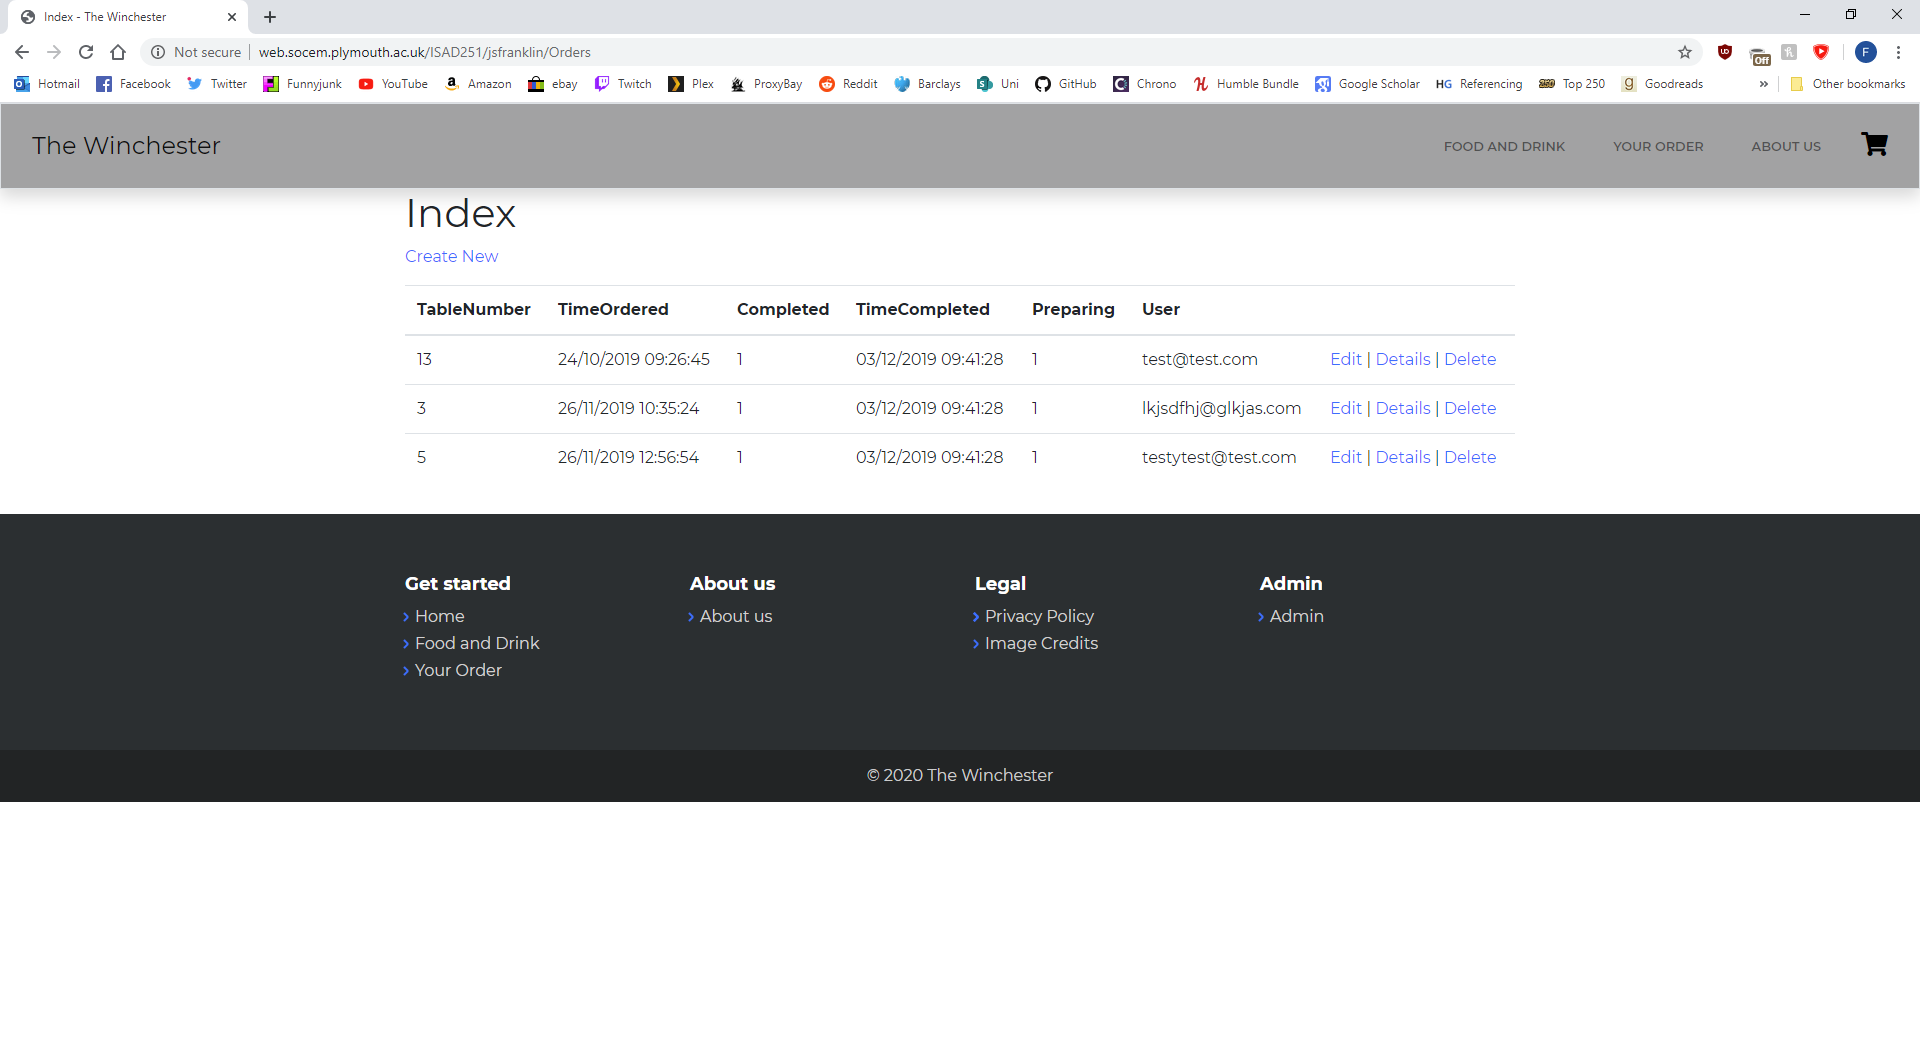 Index - The Winchester
Not secure | web.socem.plymouth.ac.uk/ISAD251/jsfranklin/Orders
Off
F
Hotmail Facebook Twitter Funnyjunk YouTube Amazon ebay Twitch Plex ProxyBay Reddit Barclays Uni GitHub Chrono Humble Bundle Google Scholar HG Referencing 250 Top 250 g Goodreads » Other bookmarks
The Winchester FOOD AND DRINK YOUR ORDER ABOUT US
Index
Create New
TableNumber TimeOrdered Completed TimeCompleted Preparing User
13 24/10/2019 09:26:45 1 03/12/2019 09:41:28 1 test@test.com Edit | Details | Delete
3 26/11/2019 10:35:24 1 03/12/2019 09:41:28 1 lkjsdfhj@glkjas.com Edit | Details | Delete
5 26/11/2019 12:56:54 1 03/12/2019 09:41:28 1 testytest@test.com Edit | Details | Delete
Get started About us Legal Admin
Home About us Privacy Policy Admin
Food and Drink Image Credits
Your Order
© 2020 The Winchester